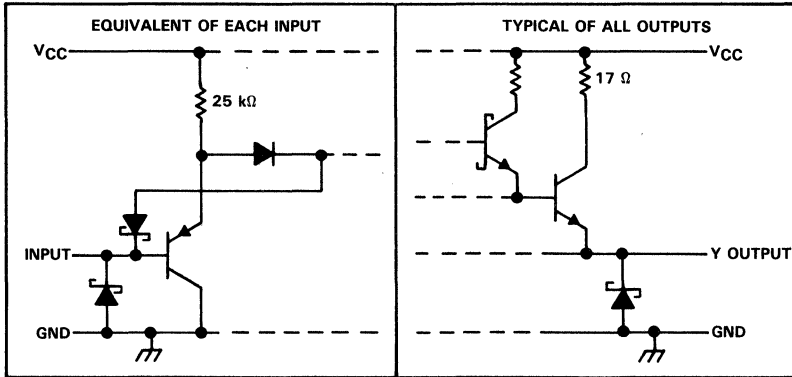 EQUIVALENT OF EACH INPUT
VCC
25 kΩ
INPUT
GND
TYPICAL OF ALL OUTPUTS
VCC
17 Ω
Y OUTPUT
GND